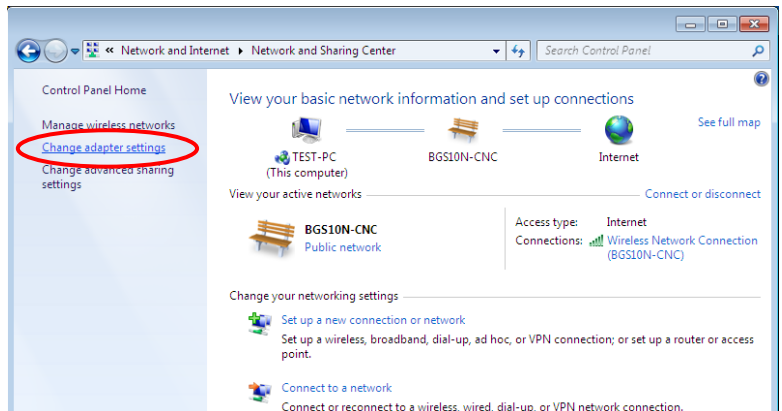 « Network and Internet ▸ Network and Sharing Center
Search Control Panel
Control Panel Home
Manage wireless networks
Change adapter settings
Change advanced sharing
settings
View your basic network information and set up connections
See full map
TEST-PC
(This computer)
BGS10N-CNC
Internet
View your active networks
Connect or disconnect
BGS10N-CNC
Public network
Access type: Internet
Connections: Wireless Network Connection
(BGS10N-CNC)
Change your networking settings
Set up a new connection or network
Set up a wireless, broadband, dial-up, ad hoc, or VPN connection; or set up a router or access
point.
Connect to a network
Connect or reconnect to a wireless, wired, dial-up, or VPN network connection.